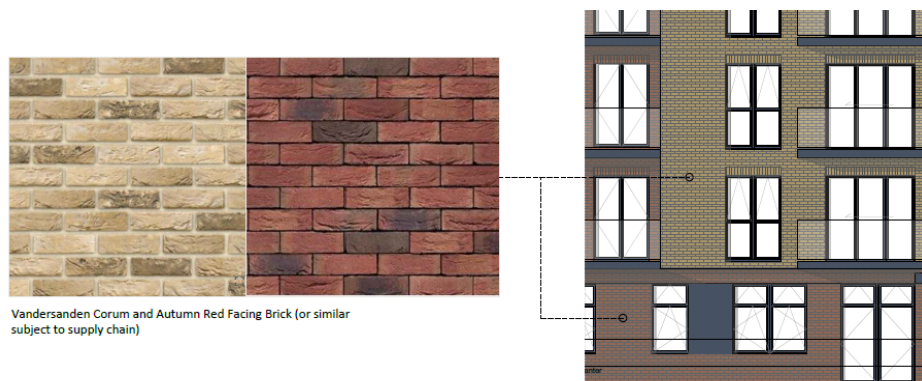 Vandersanden Corum and Autumn Red Facing Brick (or similar
subject to supply chain)